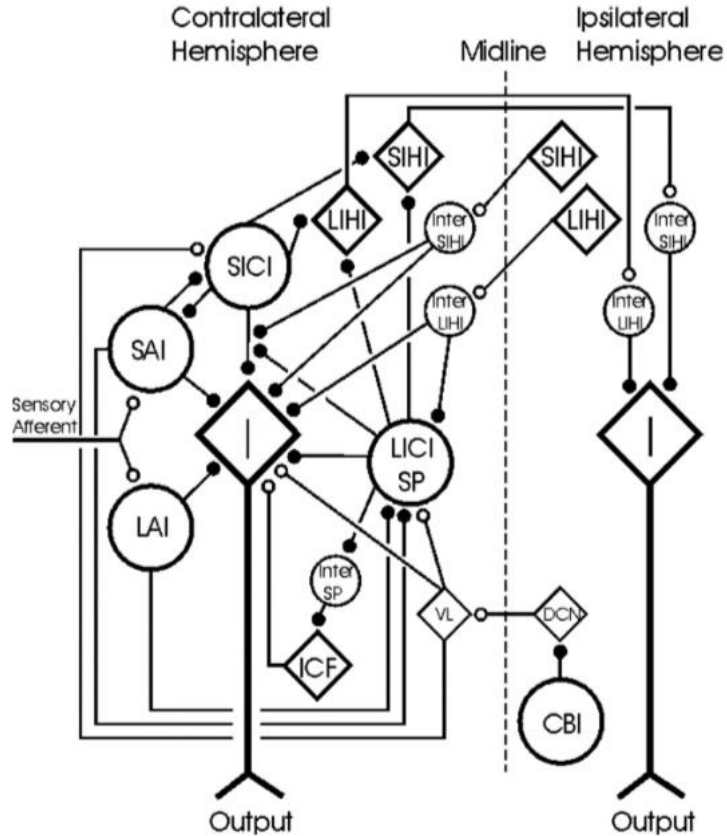 Contralateral
Hemisphere
Midline
Ipsilateral
Hemisphere
SIHI
SIHI
LIHI
Inter
SIHI
LIHI
Inter
SIHI
SICI
Inter
LIHI
Inter
LIHI
SAI
Sensory
Afferent
I
LICI
SP
I
LAI
Inter
SP
VL
DCN
ICF
CBI
Output
Output